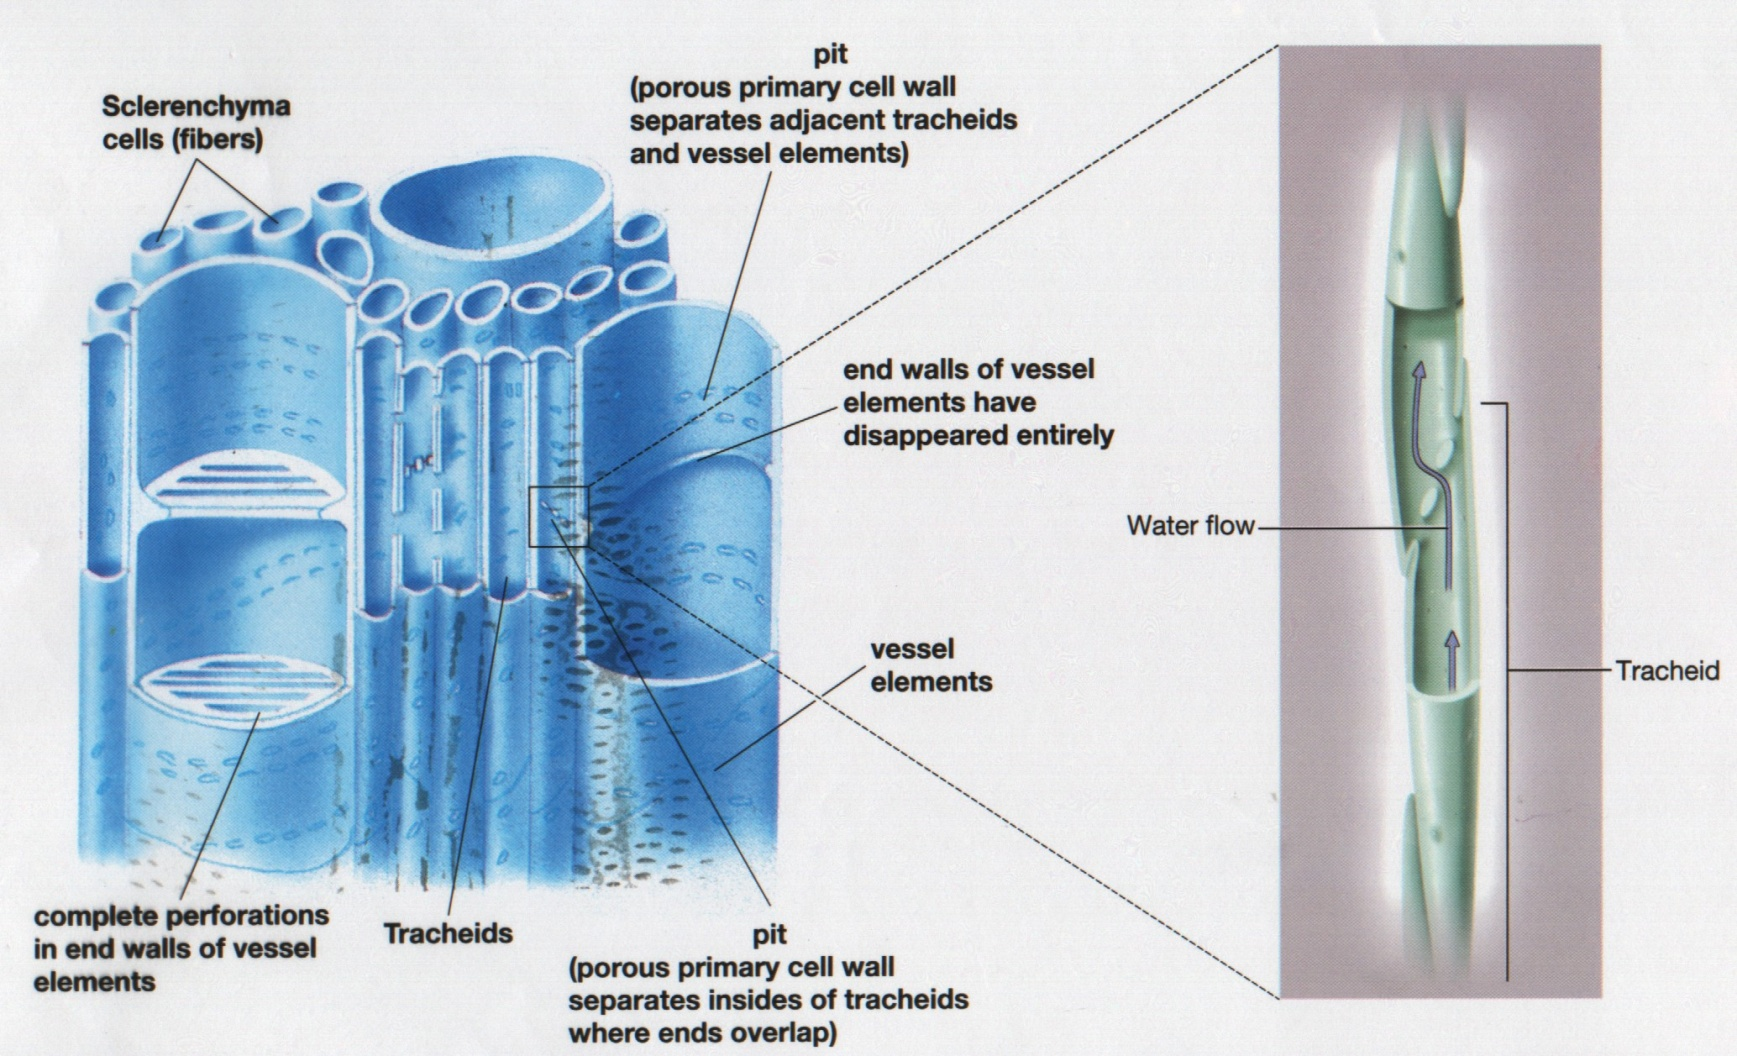 pit
(porous primary cell wall
separates adjacent tracheids
and vessel elements)
Sclerenchyma
cells (fibers)
end walls of vessel
elements have
disappeared entirely
Water flow
vessel
elements
Tracheid
complete perforations
in end walls of vessel
elements
Tracheids
pit
(porous primary cell wall
separates insides of tracheids
where ends overlap)